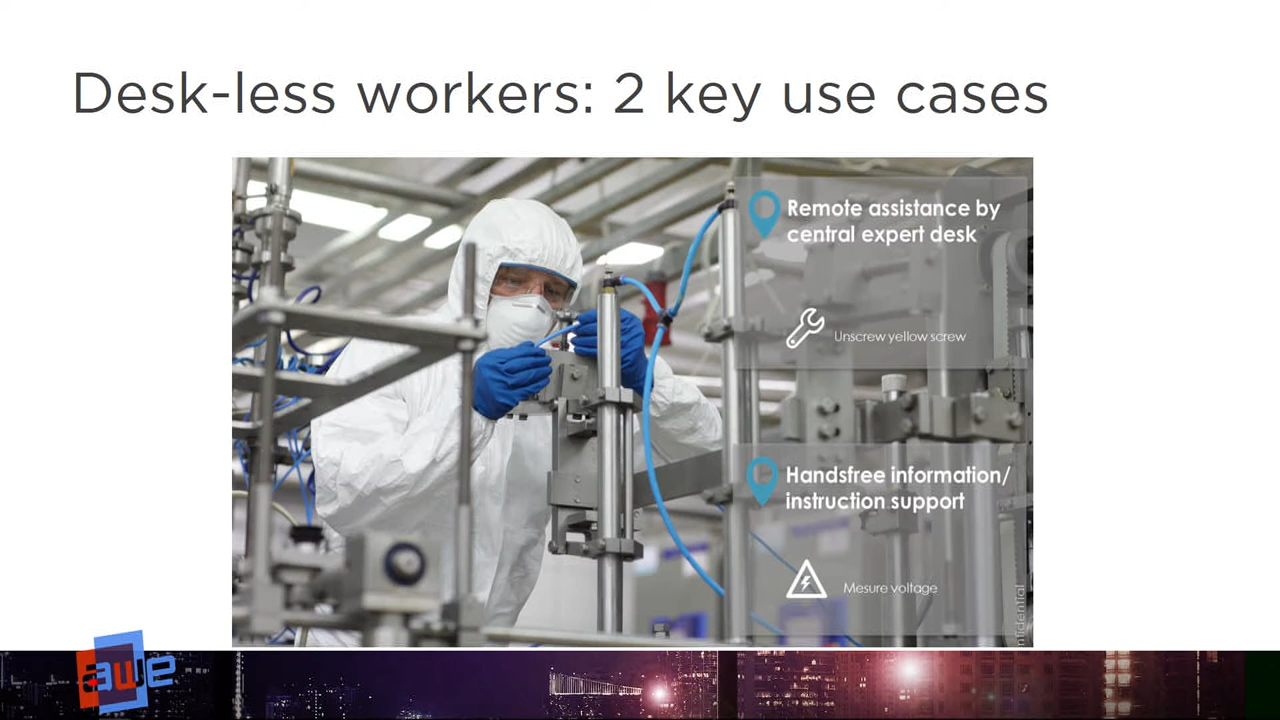 Desk-less workers: 2 key use cases
Remote assistance by
central expert desk
Unscrew yellow screw
Handsfree information/
instruction support
Mesure voltage
nfidential
awe